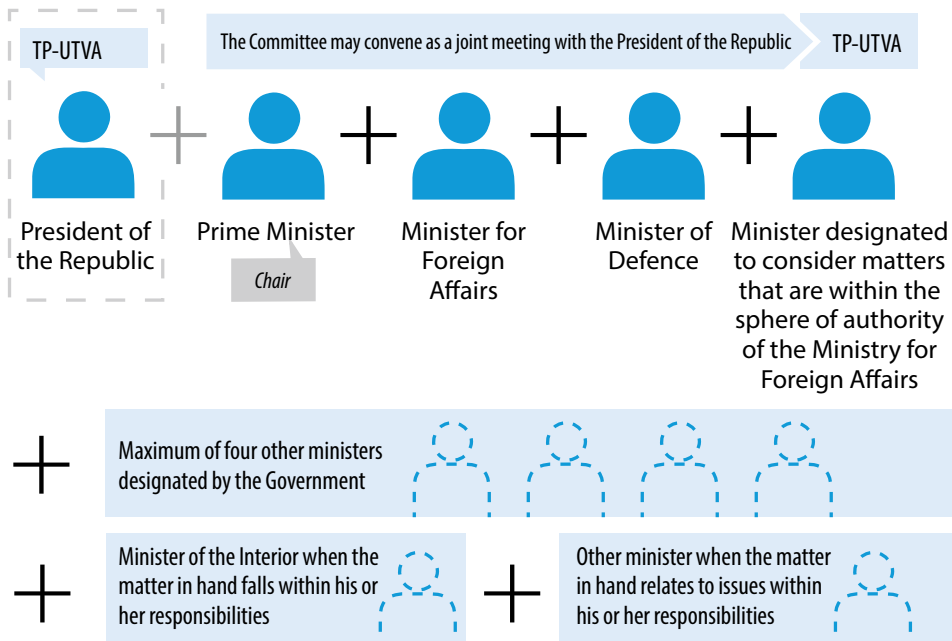 TP-UTVA
The Committee may convene as a joint meeting with the President of the Republic
TP-UTVA
President of
the Republic
Prime Minister
Chair
Minister for
Foreign
Affairs
Minister of
Defence
Minister designated
to consider matters
that are within the
sphere of authority
of the Ministry for
Foreign Affairs
Maximum of four other ministers
designated by the Government
Minister of the Interior when the
matter in hand falls within his or
her responsibilities
Other minister when the matter
in hand relates to issues within
his or her responsibilities